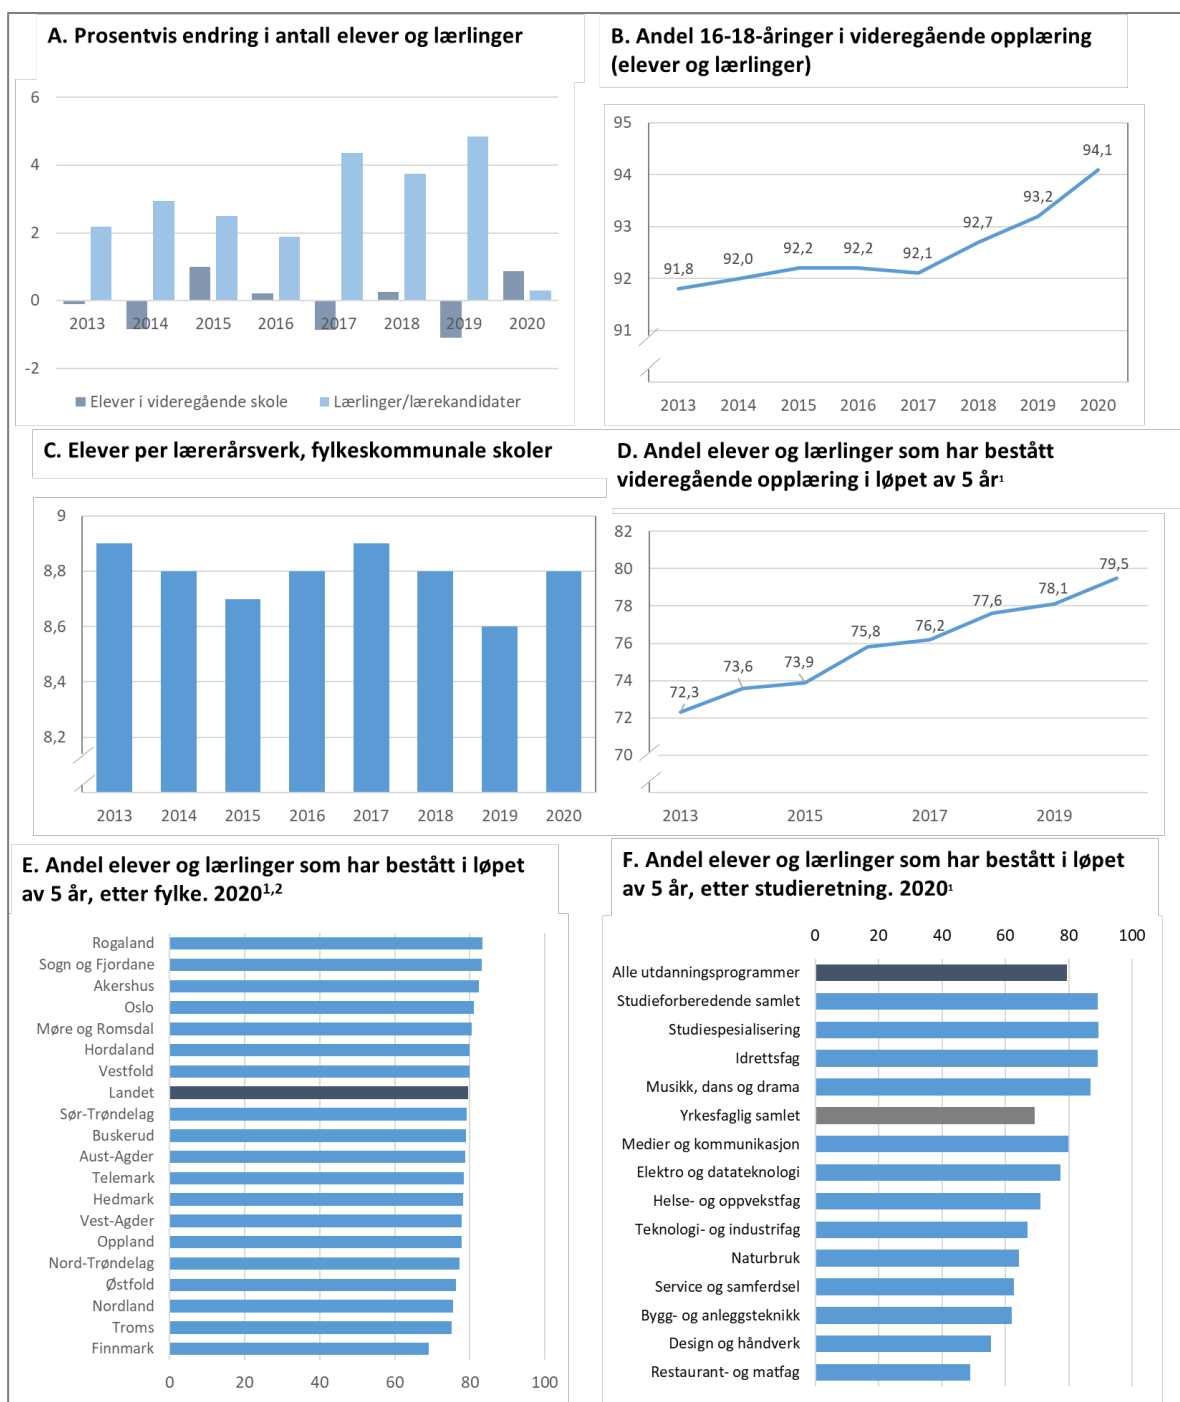 A. Prosentvis endring i antall elever og lærlinger
6
4
2
0
-2
2013 2014 2015 2016 2017 2018 2019 2020
Elever i videregående skole Lærlinger/lærekandidater
B. Andel 16-18-åringer i videregående opplæring
(elever og lærlinger)
95
94
93
92
91
91,8 92,0 92,2 92,2 92,1 92,7 93,2 94,1
2013 2014 2015 2016 2017 2018 2019 2020
C. Elever per lærerårsverk, fylkeskommunale skoler
9
8,8
8,6
8,4
8,2
2013 2014 2015 2016 2017 2018 2019 2020
D. Andel elever og lærlinger som har bestått
videregående opplæring i løpet av 5 år¹
82
80
78
76
74
72
70
72,3 73,6 73,9 75,8 76,2 77,6 78,1 79,5
2013 2015 2017 2019
E. Andel elever og lærlinger som har bestått i løpet
av 5 år, etter fylke. 2020¹,²
Rogaland
Sogn og Fjordane
Akershus
Oslo
Møre og Romsdal
Hordaland
Vestfold
Landet
Sør-Trøndelag
Buskerud
Aust-Agder
Telemark
Hedmark
Vest-Agder
Oppland
Nord-Trøndelag
Østfold
Nordland
Troms
Finnmark
0 20 40 60 80 100
F. Andel elever og lærlinger som har bestått i løpet
av 5 år, etter studieretning. 2020¹
0 20 40 60 80 100
Alle utdanningsprogrammer
Studieforberedende samlet
Studiespesialisering
Idrettsfag
Musikk, dans og drama
Yrkesfaglig samlet
Medier og kommunikasjon
Elektro og datateknologi
Helse- og oppvekstfag
Teknologi- og industrifag
Naturbruk
Service og samferdsel
Bygg- og anleggsteknikk
Design og håndverk
Restaurant- og matfag